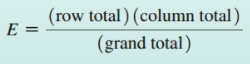 E = (row total)(column total)
(grand total)